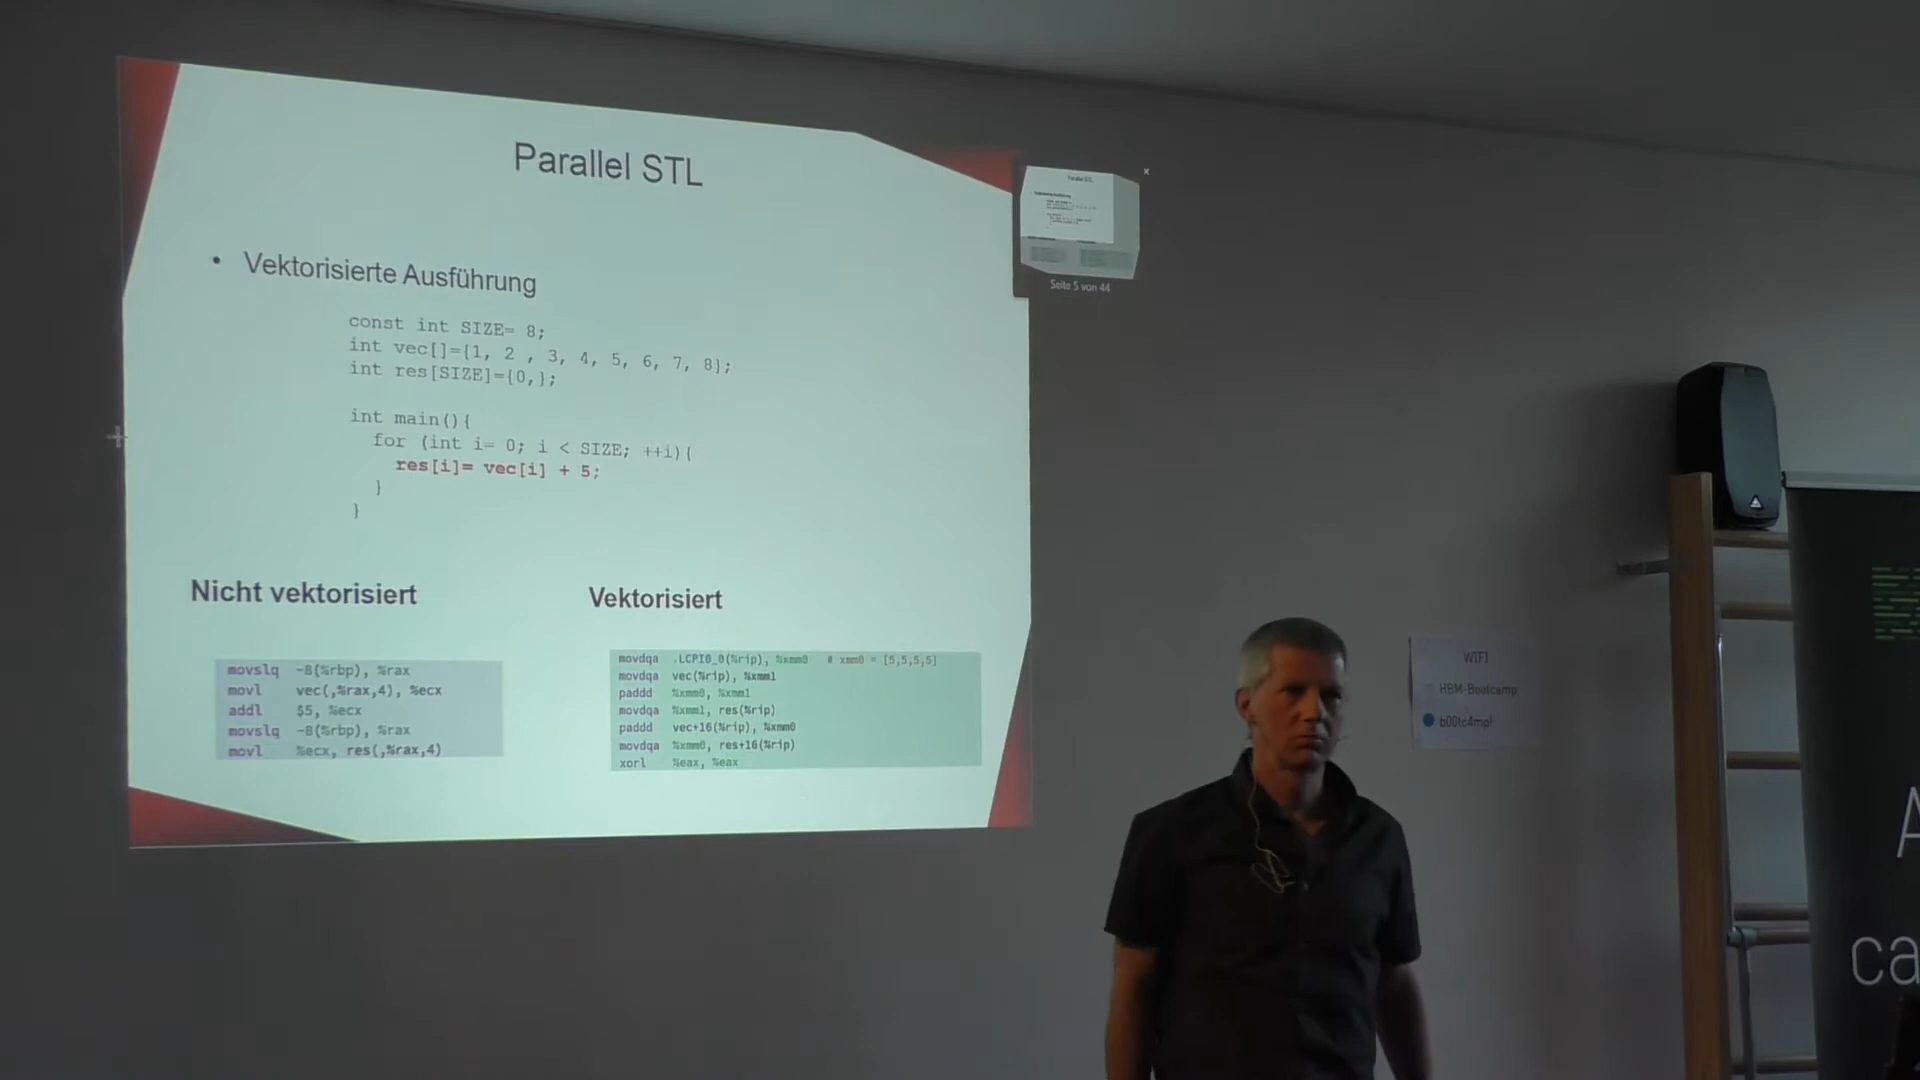 Parallel STL
• Vektorisierte Ausführung
const int SIZE= 8;
int vec[]={1, 2 , 3, 4, 5, 6, 7, 8};
int res[SIZE]={0,};
int main(){
for (int i= 0; i < SIZE; ++i){
res[i]= vec[i] + 5;
}
}
Nicht vektorisiert
movslq -8(%rbp), %rax
movl vec(,%rax,4), %ecx
addl $5, %ecx
movslq -8(%rbp), %rax
movl %ecx, res(,%rax,4)
Vektorisiert
movdqa .LCPI0_0(%rip), %xmm0 # xmm0 = [5,5,5,5]
movdqa vec(%rip), %xmm1
paddd %xmm0, %xmm1
movdqa %xmm1, res(%rip)
paddd vec+16(%rip), %xmm0
movdqa %xmm0, res+16(%rip)
xorl %eax, %eax
Parallel STL
Seite 5 von 44
WIFI
HBM-Bootcamp
b00tc4mp!
A
ca